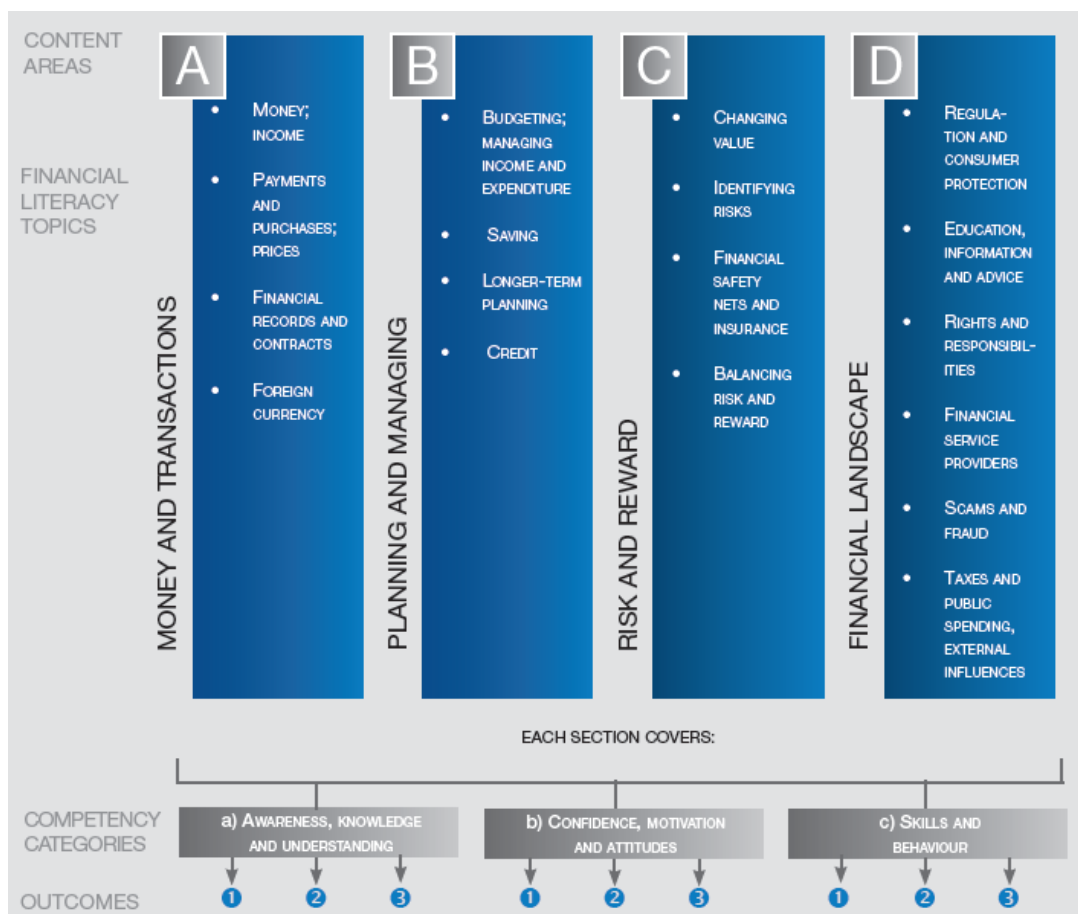 CONTENT
AREAS
FINANCIAL
LITERACY
TOPICS
A
MONEY AND TRANSACTIONS
• MONEY;
INCOME
• PAYMENTS
AND
PURCHASES;
PRICES
• FINANCIAL
RECORDS AND
CONTRACTS
• FOREIGN
CURRENCY
B
PLANNING AND MANAGING
• BUDGETING;
MANAGING
INCOME AND
EXPENDITURE
• SAVING
• LONGER-TERM
PLANNING
• CREDIT
C
RISK AND REWARD
• CHANGING
VALUE
• IDENTIFYING
RISKS
• FINANCIAL
SAFETY
NETS AND
INSURANCE
• BALANCING
RISK AND
REWARD
D
FINANCIAL LANDSCAPE
• REGULA-
TION AND
CONSUMER
PROTECTION
• EDUCATION,
INFORMATION
AND ADVICE
• RIGHTS AND
RESPONSIBIL-
ITIES
• FINANCIAL
SERVICE
PROVIDERS
• SCAMS AND
FRAUD
• TAXES AND
PUBLIC
SPENDING,
EXTERNAL
INFLUENCES
EACH SECTION COVERS:
COMPETENCY
CATEGORIES
a) AWARENESS, KNOWLEDGE
AND UNDERSTANDING
b) CONFIDENCE, MOTIVATION
AND ATTITUDES
c) SKILLS AND
BEHAVIOUR
OUTCOMES
1 2 3 1 2 3 1 2 3